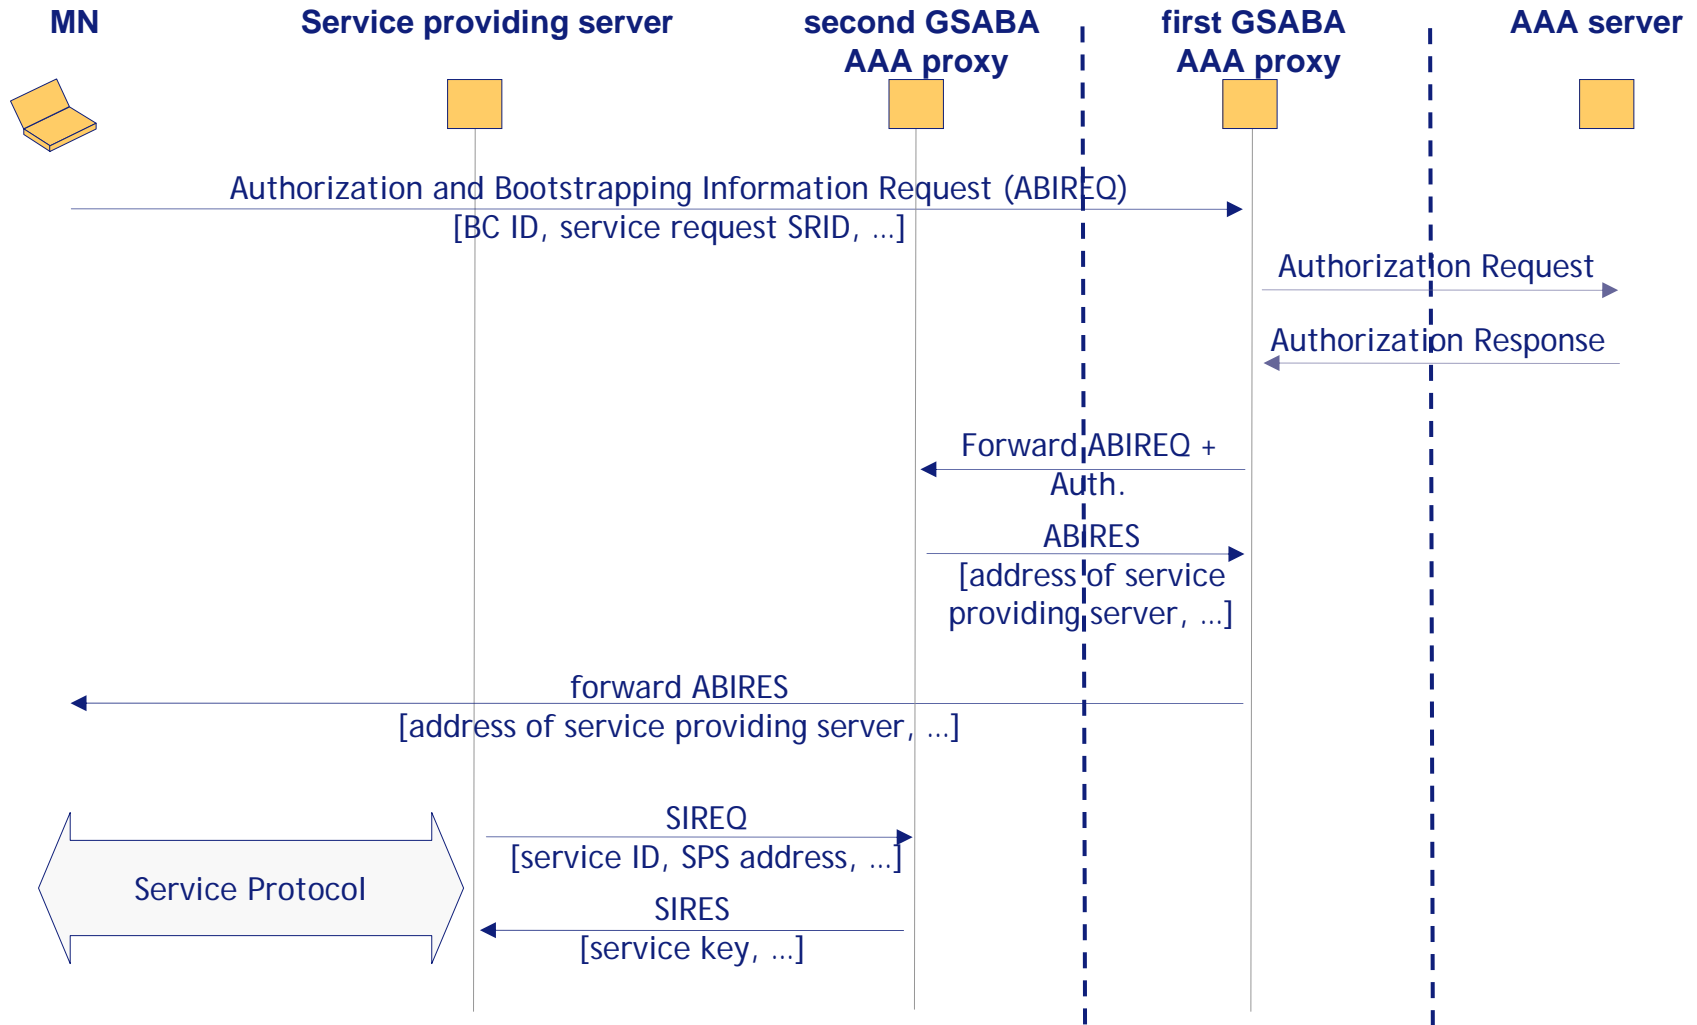 MN
Service providing server
second GSABA
AAA proxy
first GSABA
AAA proxy
AAA server
Authorization and Bootstrapping Information Request (ABIREQ)
[BC ID, service request SRID, ...]
Authorization Request
Authorization Response
Forward ABIREQ +
Auth.
ABIRES
[address of service
providing server, ...]
forward ABIRES
[address of service providing server, ...]
SIREQ
[service ID, SPS address, ...]
Service Protocol
SIRES
[service key, ...]